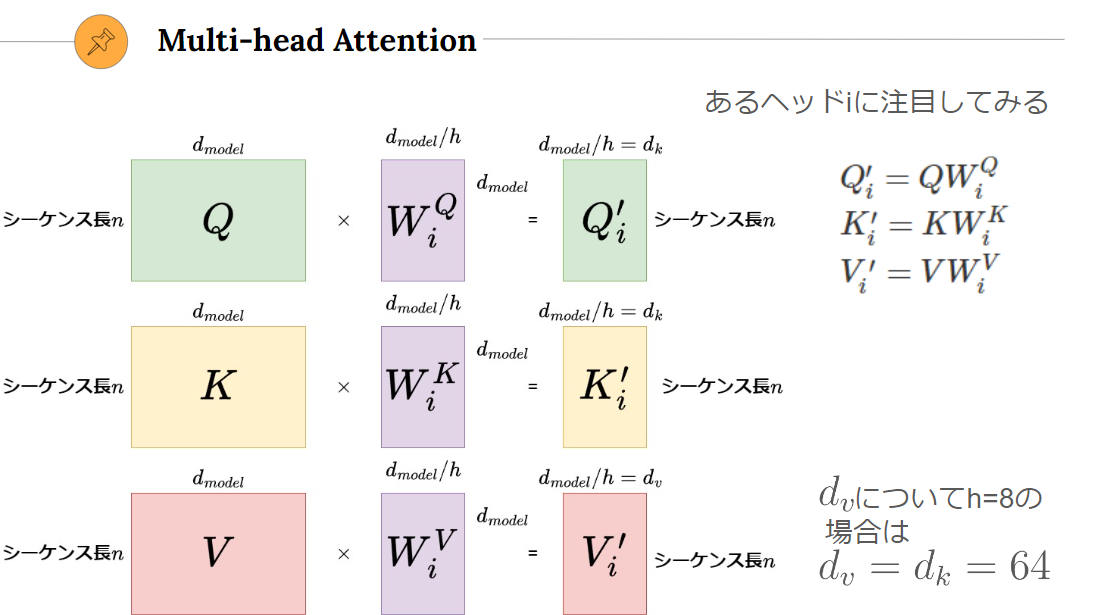 Multi-head Attention
あるヘッドiに注目してみる
d_model
d_model/h
d_model/h = d_k
シーケンス長n
Q
×
W_i^Q
d_model
=
Q′_i
シーケンス長n
Q′_i = QW_i^Q
K′_i = KW_i^K
V′_i = VW_i^V
d_model
d_model/h
d_model/h = d_k
シーケンス長n
K
×
W_i^K
d_model
=
K′_i
シーケンス長n
d_model
d_model/h
d_model/h = d_v
シーケンス長n
V
×
W_i^V
d_model
=
V′_i
シーケンス長n
d_vについてh=8の
場合は
d_v = d_k = 64